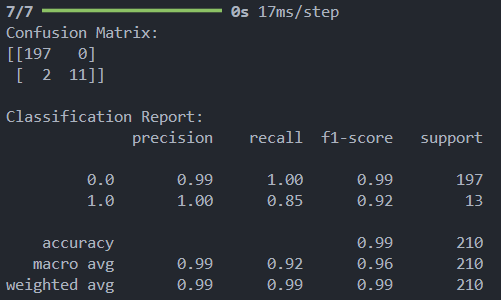 7/7 ━━━━━━━━━━━━━━━━━━━━ 0s 17ms/step
Confusion Matrix:
[[197   0]
 [  2  11]]
Classification Report:
              precision    recall  f1-score   support
         0.0       0.99      1.00      0.99       197
         1.0       1.00      0.85      0.92        13
    accuracy                           0.99       210
   macro avg       0.99      0.92      0.96       210
weighted avg       0.99      0.99      0.99       210